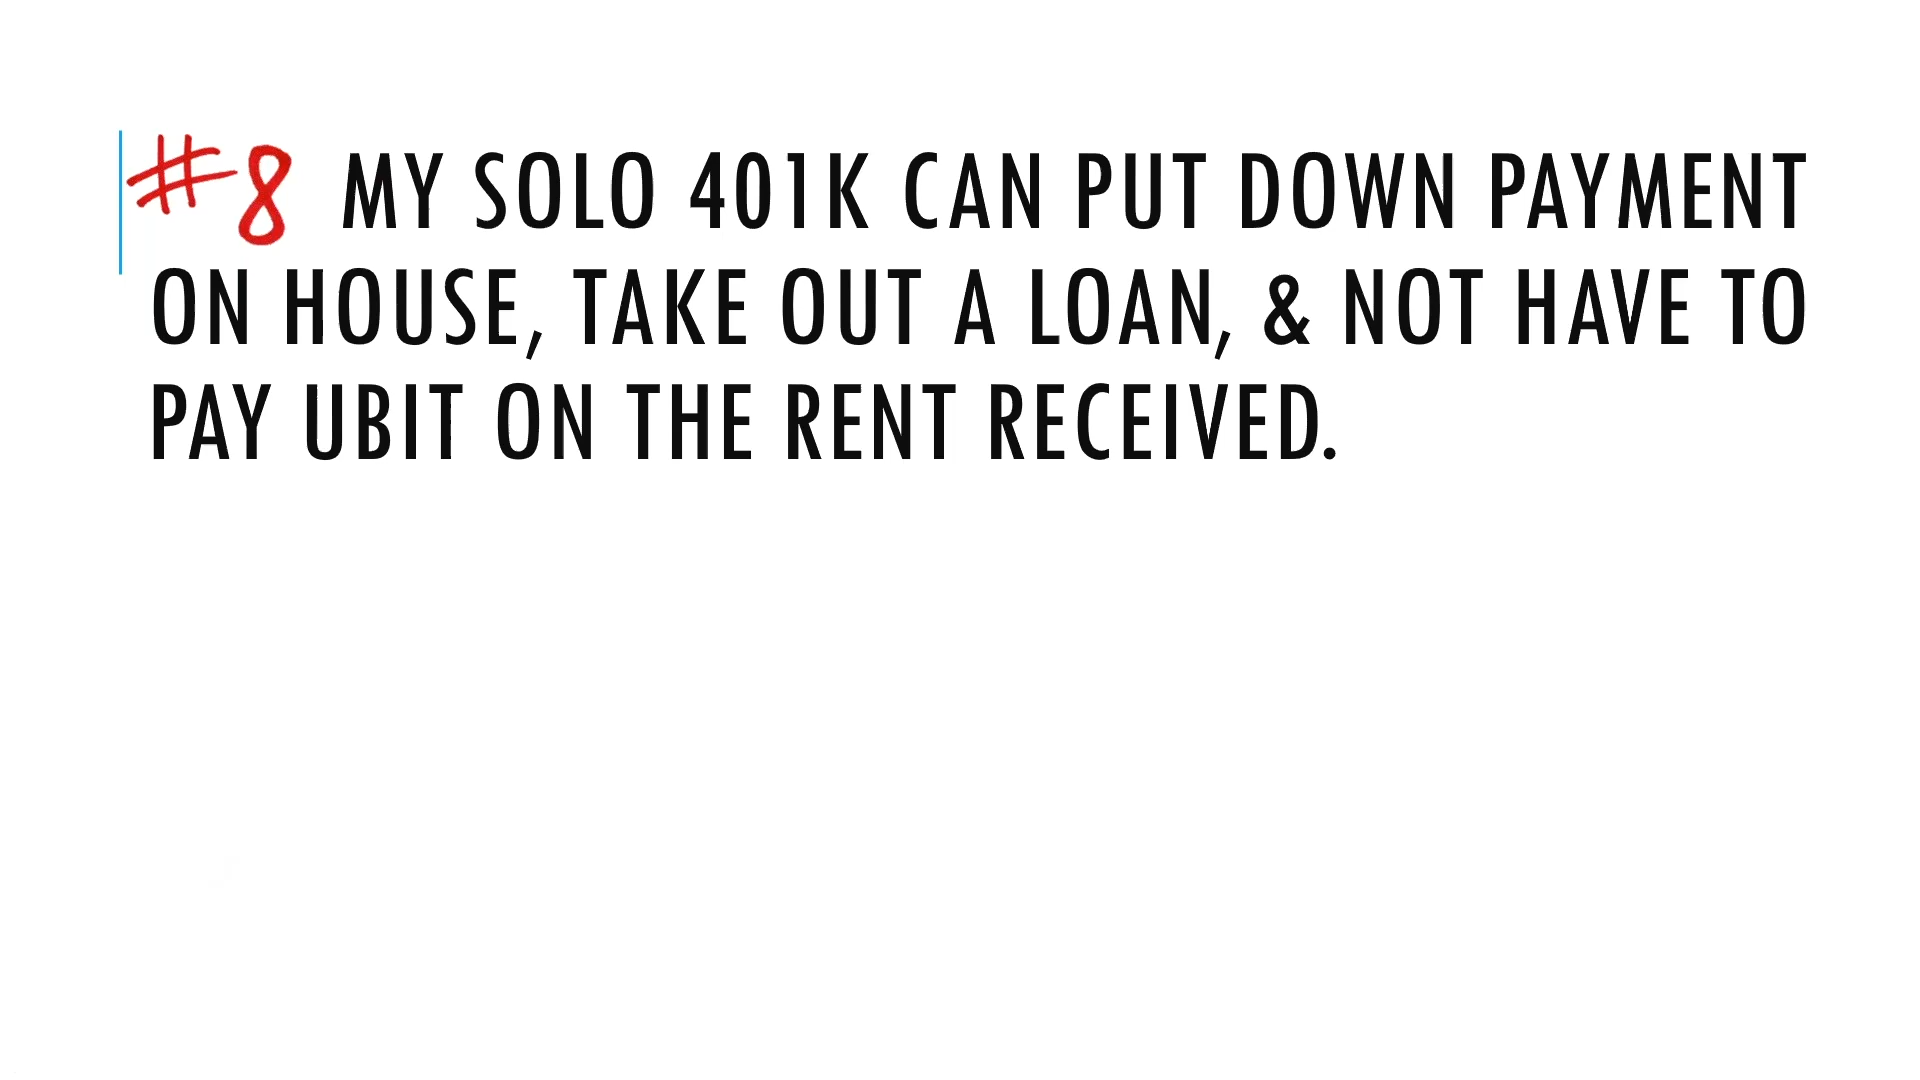 #8 MY SOLO 401K CAN PUT DOWN PAYMENT
ON HOUSE, TAKE OUT A LOAN, & NOT HAVE TO
PAY UBIT ON THE RENT RECEIVED.